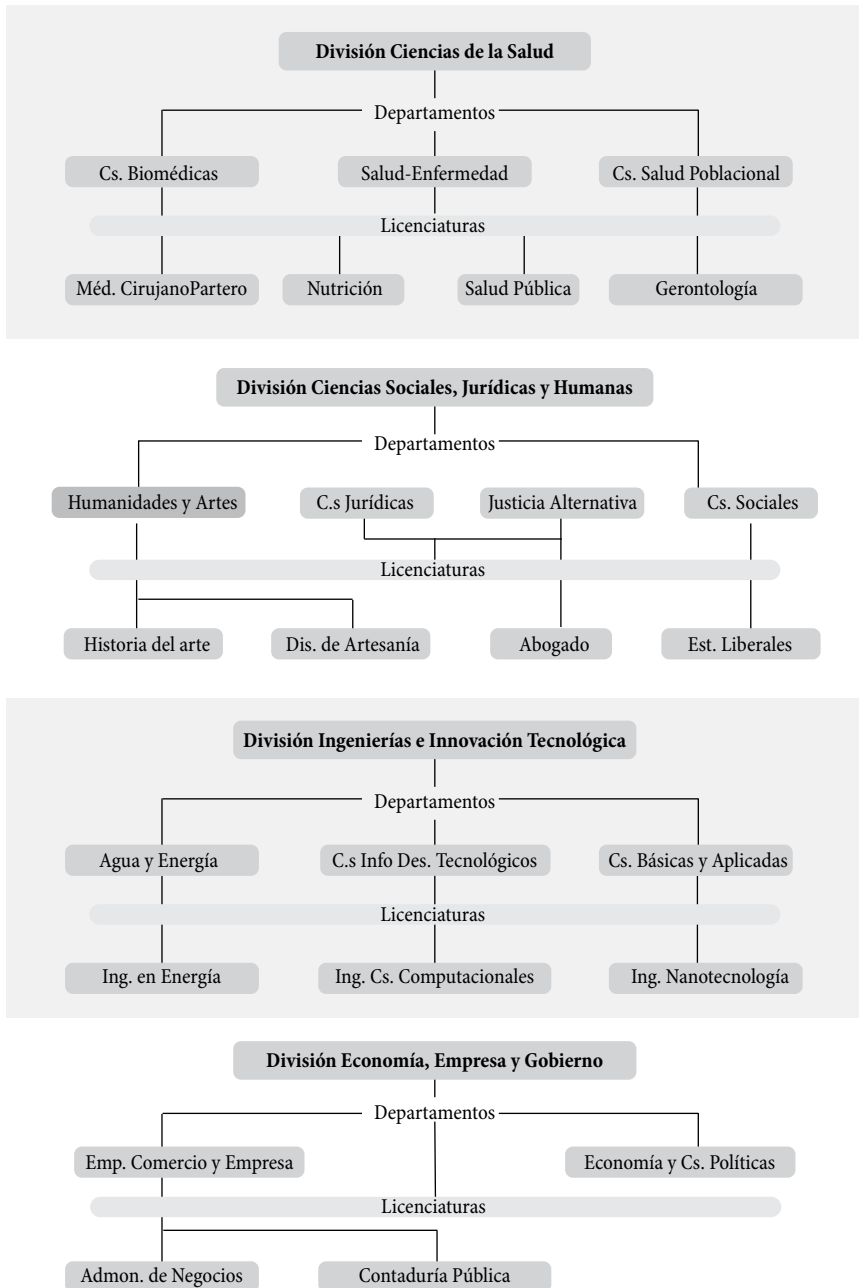 División Ciencias de la Salud
Departamentos
Cs. Biomédicas
Salud-Enfermedad
Cs. Salud Poblacional
Licenciaturas
Méd. CirujanoPartero
Nutrición
Salud Pública
Gerontología
División Ciencias Sociales, Jurídicas y Humanas
Departamentos
Humanidades y Artes
C.s Jurídicas
Justicia Alternativa
Cs. Sociales
Licenciaturas
Historia del arte
Dis. de Artesanía
Abogado
Est. Liberales
División Ingenierías e Innovación Tecnológica
Departamentos
Agua y Energía
C.s Info Des. Tecnológicos
Cs. Básicas y Aplicadas
Licenciaturas
Ing. en Energía
Ing. Cs. Computacionales
Ing. Nanotecnología
División Economía, Empresa y Gobierno
Departamentos
Emp. Comercio y Empresa
Economía y Cs. Políticas
Licenciaturas
Admon. de Negocios
Contaduría Pública